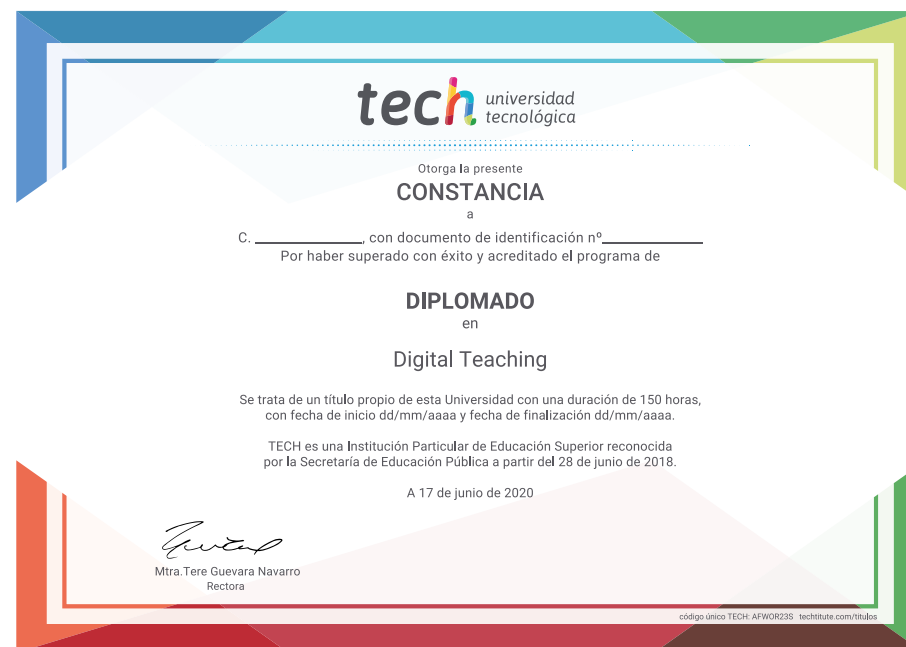 tech universidad
tecnológica
Otorga la presente
CONSTANCIA
a
C. ______________, con documento de identificación nº_____________
Por haber superado con éxito y acreditado el programa de
DIPLOMADO
en
Digital Teaching
Se trata de un título propio de esta Universidad con una duración de 150 horas,
con fecha de inicio dd/mm/aaaa y fecha de finalización dd/mm/aaaa.
TECH es una Institución Particular de Educación Superior reconocida
por la Secretaría de Educación Pública a partir del 28 de junio de 2018.
A 17 de junio de 2020
Mtra.Tere Guevara Navarro
Rectora
código único TECH: AFWOR23S techtitute.com/titulos